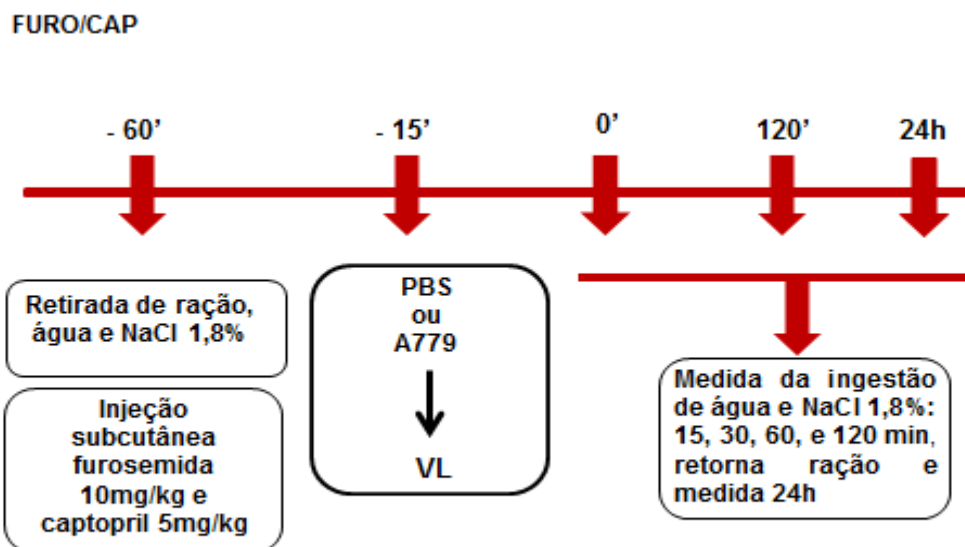 FURO/CAP
- 60’
- 15’
0’
120’
24h
Retirada de ração,
água e NaCl 1,8%
Injeção
subcutânea
furosemida
10mg/kg e
captopril 5mg/kg
PBS
ou
A779
VL
Medida da ingestão
de água e NaCl 1,8%:
15, 30, 60, e 120 min,
retorna ração e
medida 24h